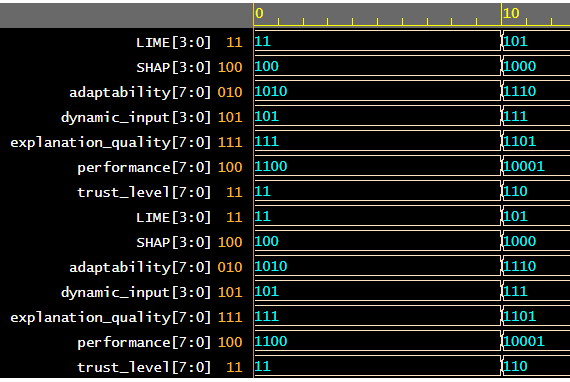 0 10
LIME[3:0] 11 11 101
SHAP[3:0] 100 100 1000
adaptability[7:0] 010 1010 1110
dynamic_input[3:0] 101 101 111
explanation_quality[7:0] 111 111 1101
performance[7:0] 100 1100 10001
trust_level[7:0] 11 11 110
LIME[3:0] 11 11 101
SHAP[3:0] 100 100 1000
adaptability[7:0] 010 1010 1110
dynamic_input[3:0] 101 101 111
explanation_quality[7:0] 111 111 1101
performance[7:0] 100 1100 10001
trust_level[7:0] 11 11 110